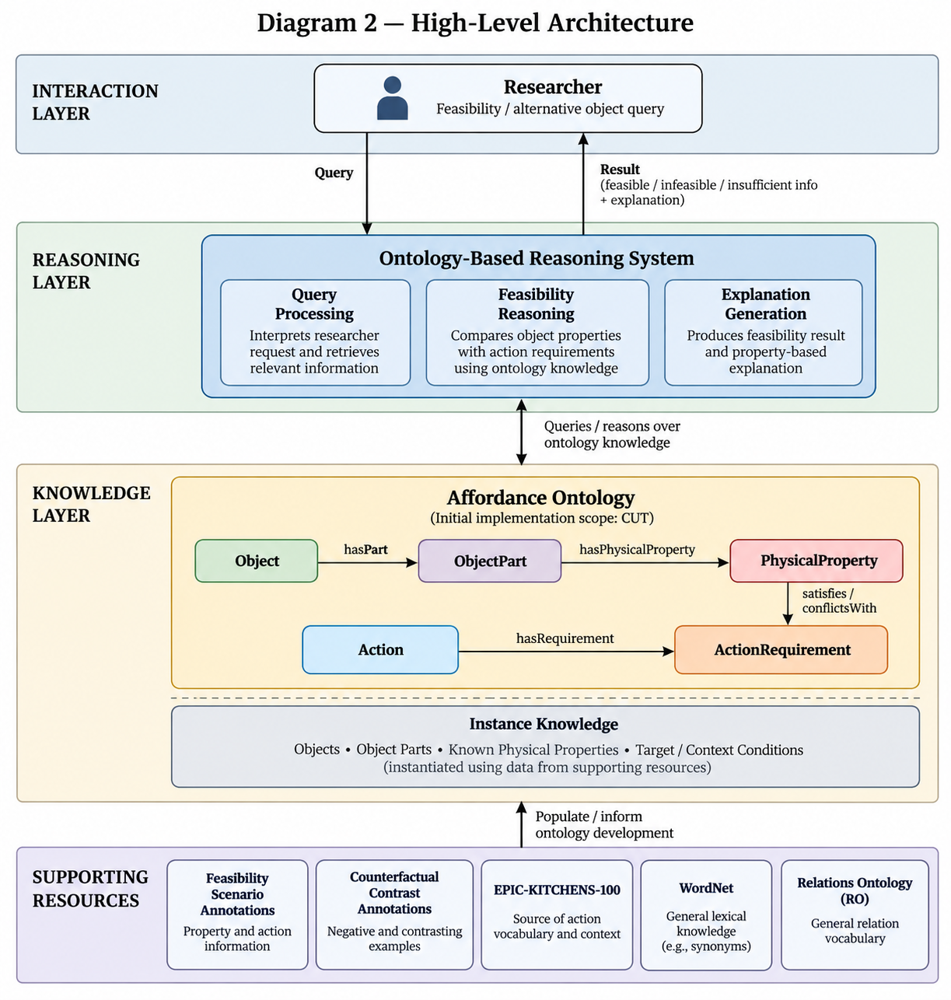 Diagram 2 — High-Level Architecture
INTERACTION
LAYER
Researcher
Feasibility / alternative object query
Query
Result
(feasible / infeasible / insufficient info
+ explanation)
REASONING
LAYER
Ontology-Based Reasoning System
Query
Processing
Interprets researcher
request and retrieves
relevant information
Feasibility
Reasoning
Compares object properties
with action requirements
using ontology knowledge
Explanation
Generation
Produces feasibility result
and property-based
explanation
Queries / reasons over
ontology knowledge
KNOWLEDGE
LAYER
Affordance Ontology
(Initial implementation scope: CUT)
Object
hasPart
ObjectPart
hasPhysicalProperty
PhysicalProperty
satisfies /
conflictsWith
Action
hasRequirement
ActionRequirement
Instance Knowledge
Objects • Object Parts • Known Physical Properties • Target / Context Conditions
(instantiated using data from supporting resources)
Populate / inform
ontology development
SUPPORTING
RESOURCES
Feasibility
Scenario
Annotations
Property and action
information
Counterfactual
Contrast
Annotations
Negative and contrasting
examples
EPIC-KITCHENS-100
Source of action
vocabulary and context
WordNet
General lexical
knowledge
(e.g., synonyms)
Relations Ontology
(RO)
General relation
vocabulary